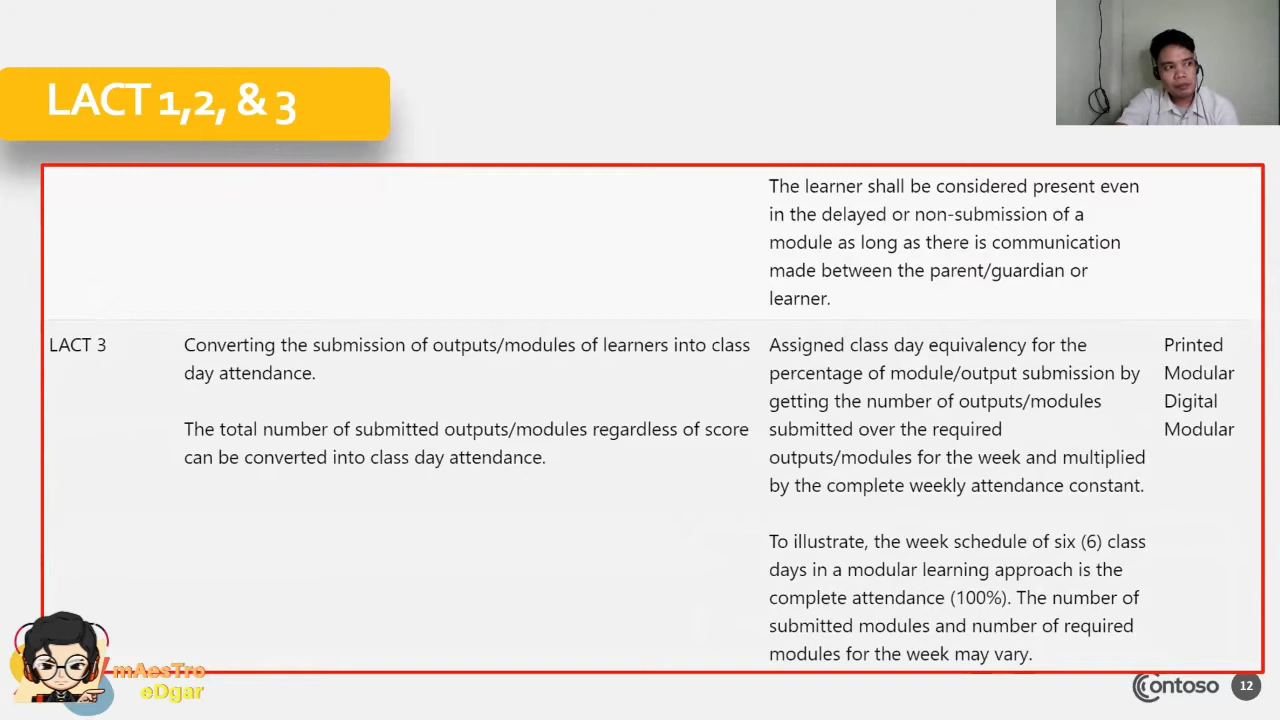 LACT 1,2, & 3
The learner shall be considered present even
in the delayed or non-submission of a
module as long as there is communication
made between the parent/guardian or
learner.
LACT 3
Converting the submission of outputs/modules of learners into class
day attendance.
The total number of submitted outputs/modules regardless of score
can be converted into class day attendance.
Assigned class day equivalency for the
percentage of module/output submission by
getting the number of outputs/modules
submitted over the required
outputs/modules for the week and multiplied
by the complete weekly attendance constant.
To illustrate, the week schedule of six (6) class
days in a modular learning approach is the
complete attendance (100%). The number of
submitted modules and number of required
modules for the week may vary.
Printed
Modular
Digital
Modular
mAesTro
eDgar
Contoso
12